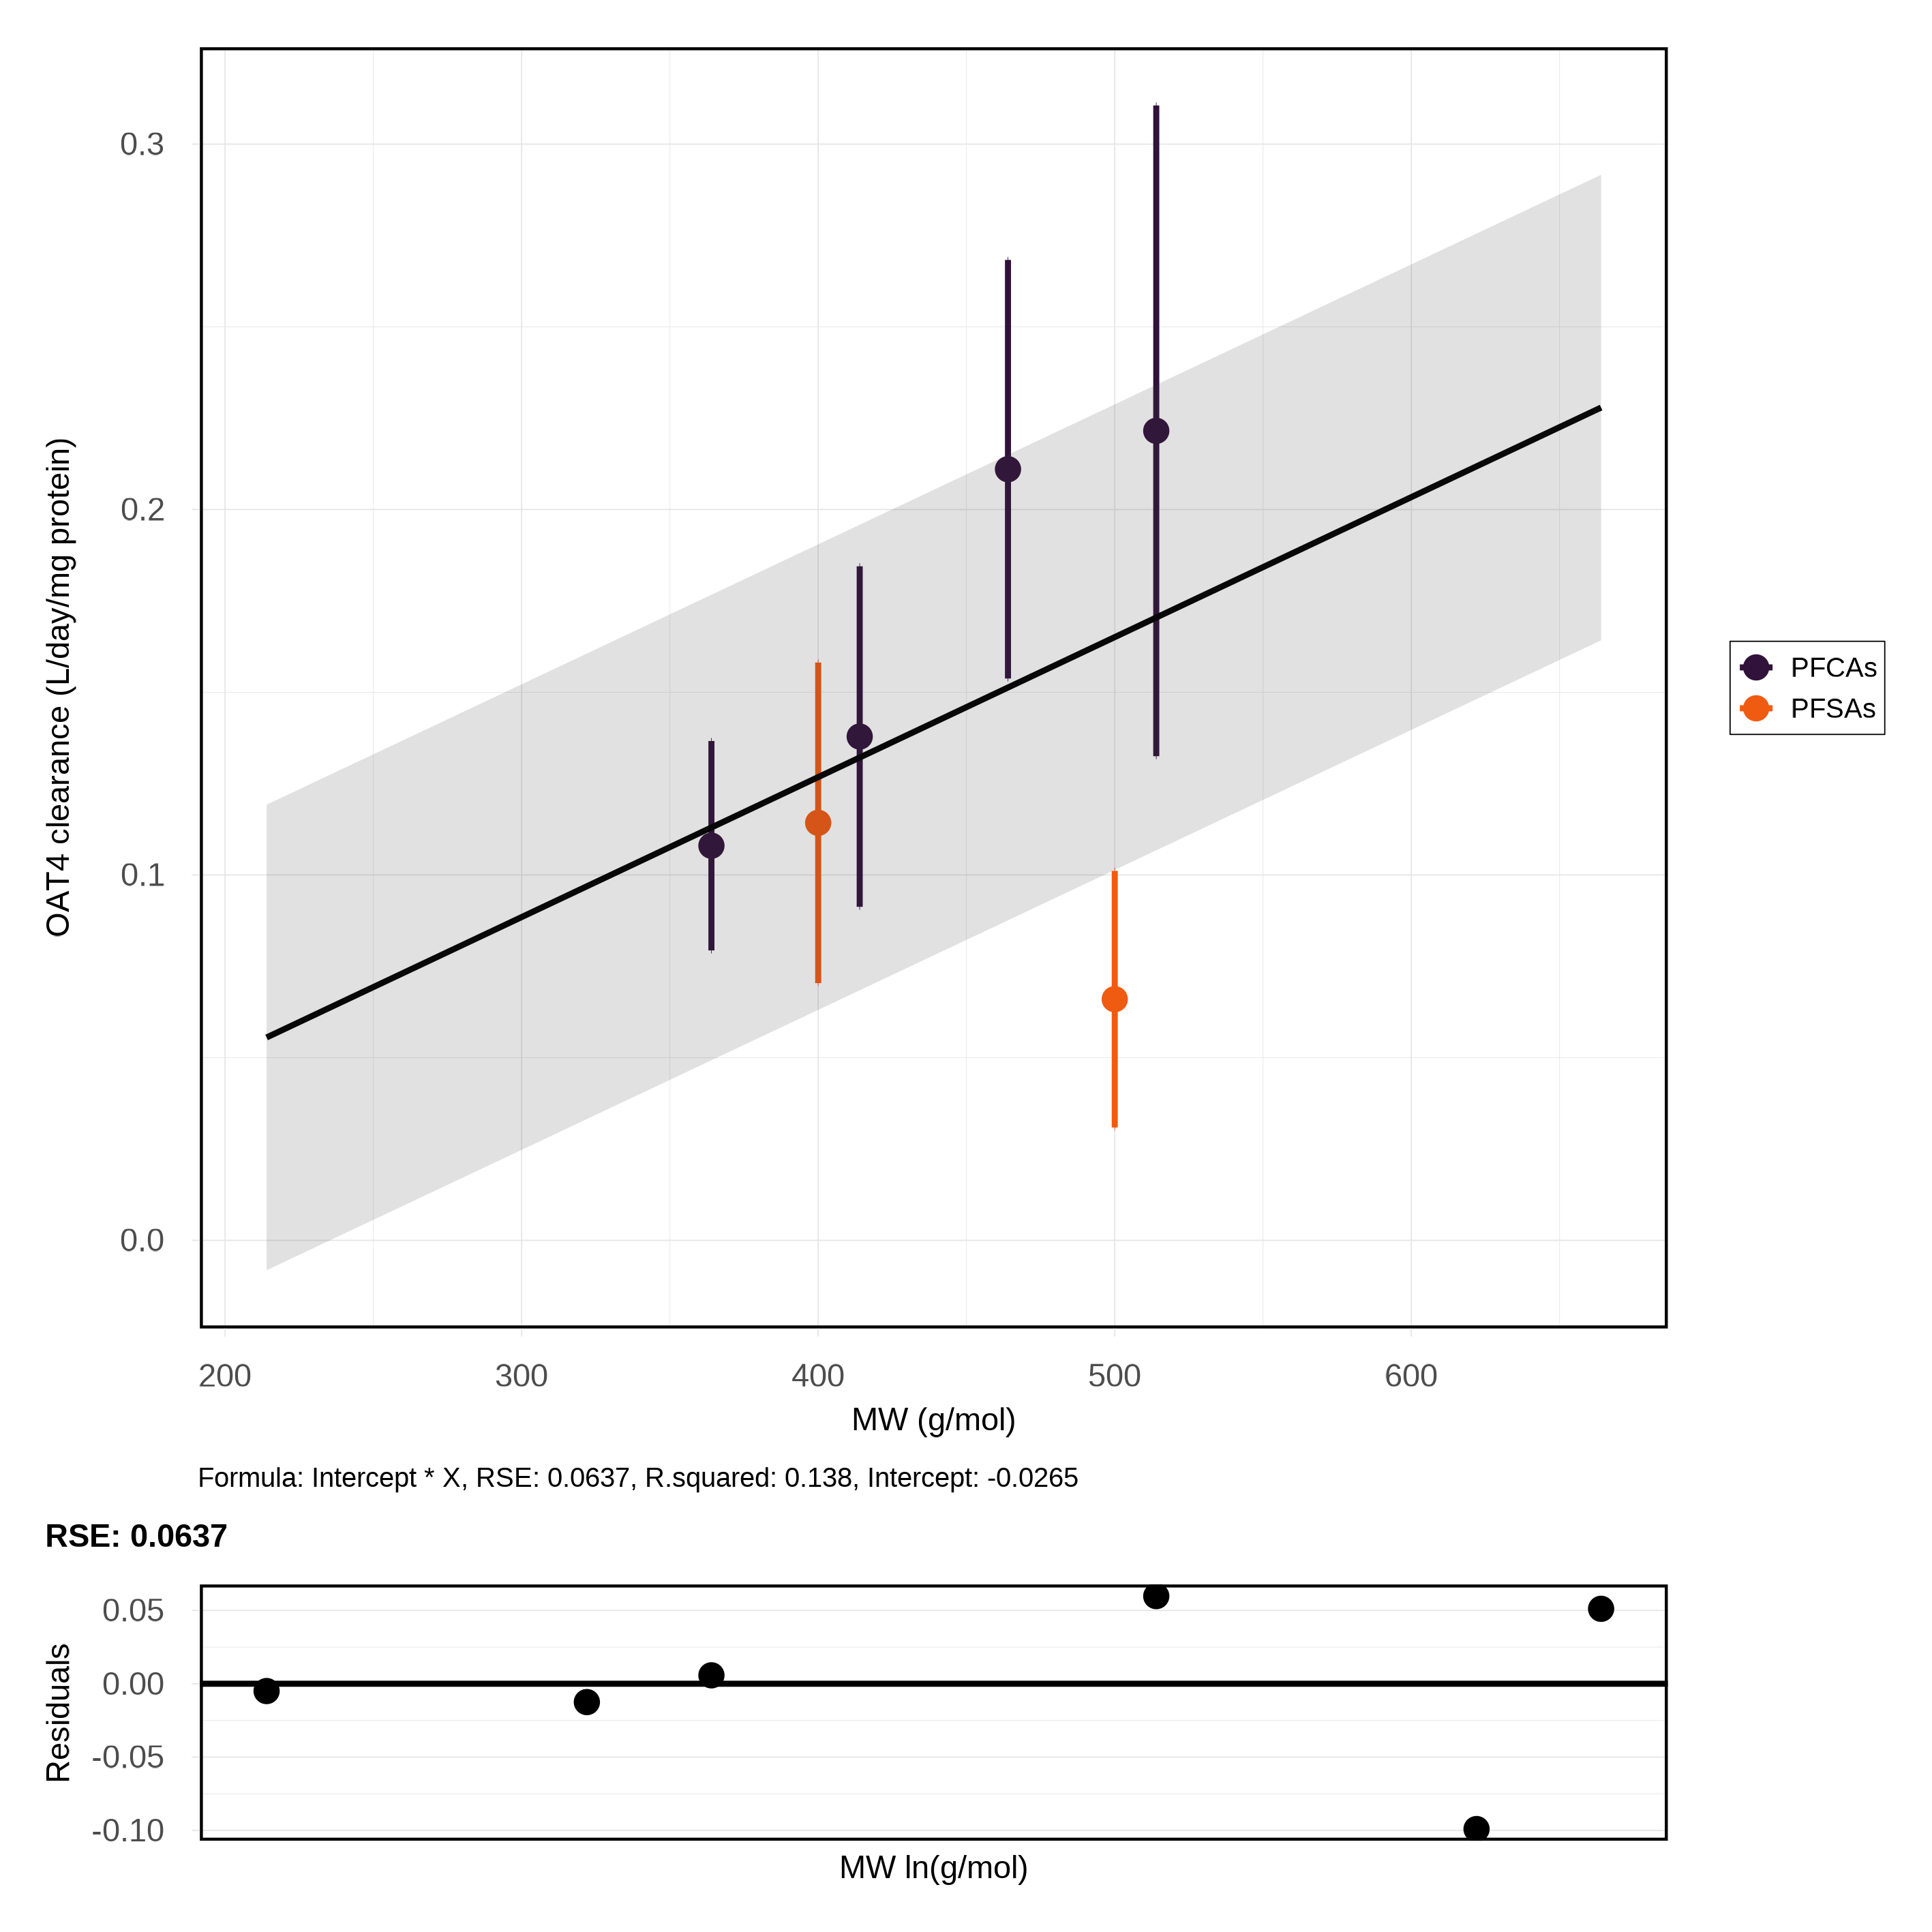 OAT4 clearance (L/day/mg protein)
0.3
0.2
0.1
0.0
200 300 400 500 600
MW (g/mol)
PFCAs
PFSAs
Formula: Intercept * X, RSE: 0.0637, R.squared: 0.138, Intercept: -0.0265
RSE: 0.0637
Residuals
0.05
0.00
-0.05
-0.10
MW ln(g/mol)